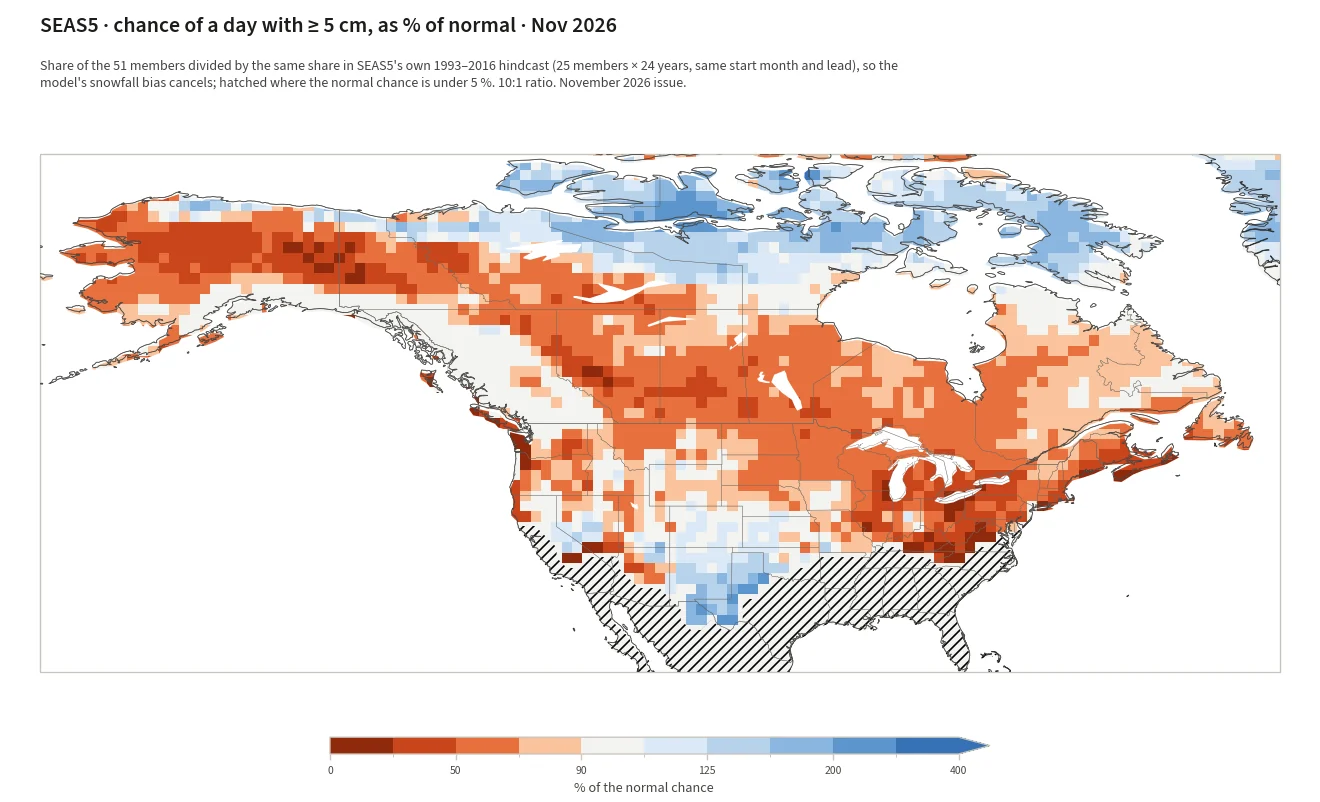 SEAS5 · chance of a day with ≥ 5 cm, as % of normal · Nov 2026
Share of the 51 members divided by the same share in SEAS5's own 1993–2016 hindcast (25 members × 24 years, same start month and lead), so the
model's snowfall bias cancels; hatched where the normal chance is under 5 %. 10:1 ratio. November 2026 issue.
0 50 90 125 200 400
% of the normal chance